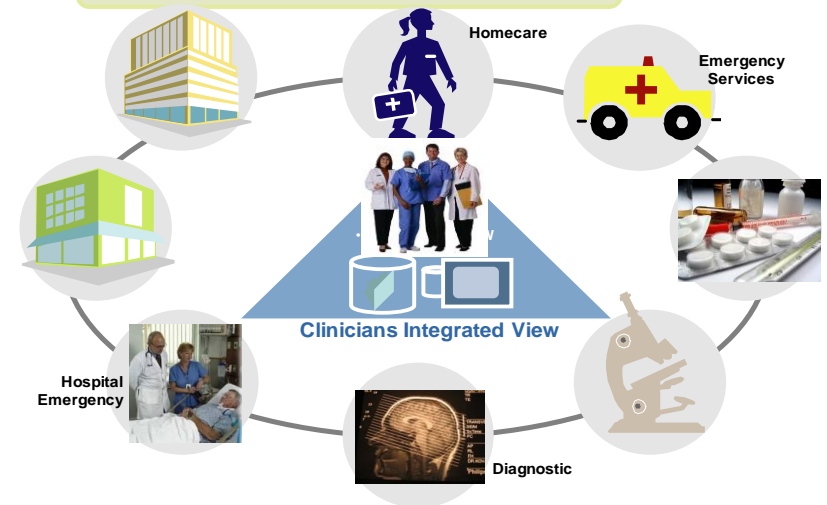 Homecare
Emergency
Services
Clinicians Integrated View
Hospital
Emergency
Diagnostic